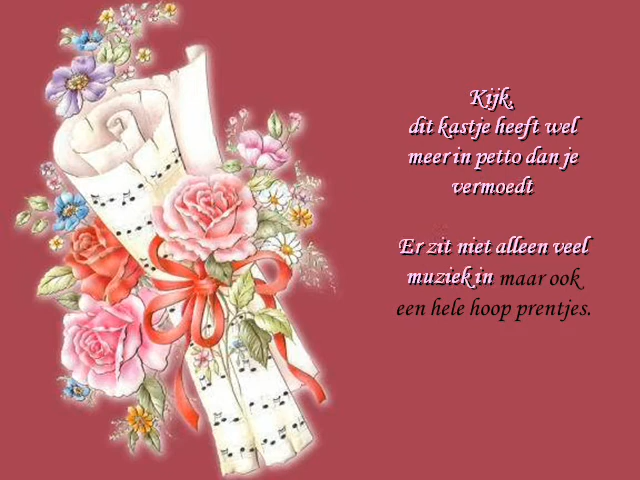 Kijk,
dit kastje heeft wel
meer in petto dan je
vermoedt
Er zit niet alleen veel
muziek in maar ook
een hele hoop prentjes.